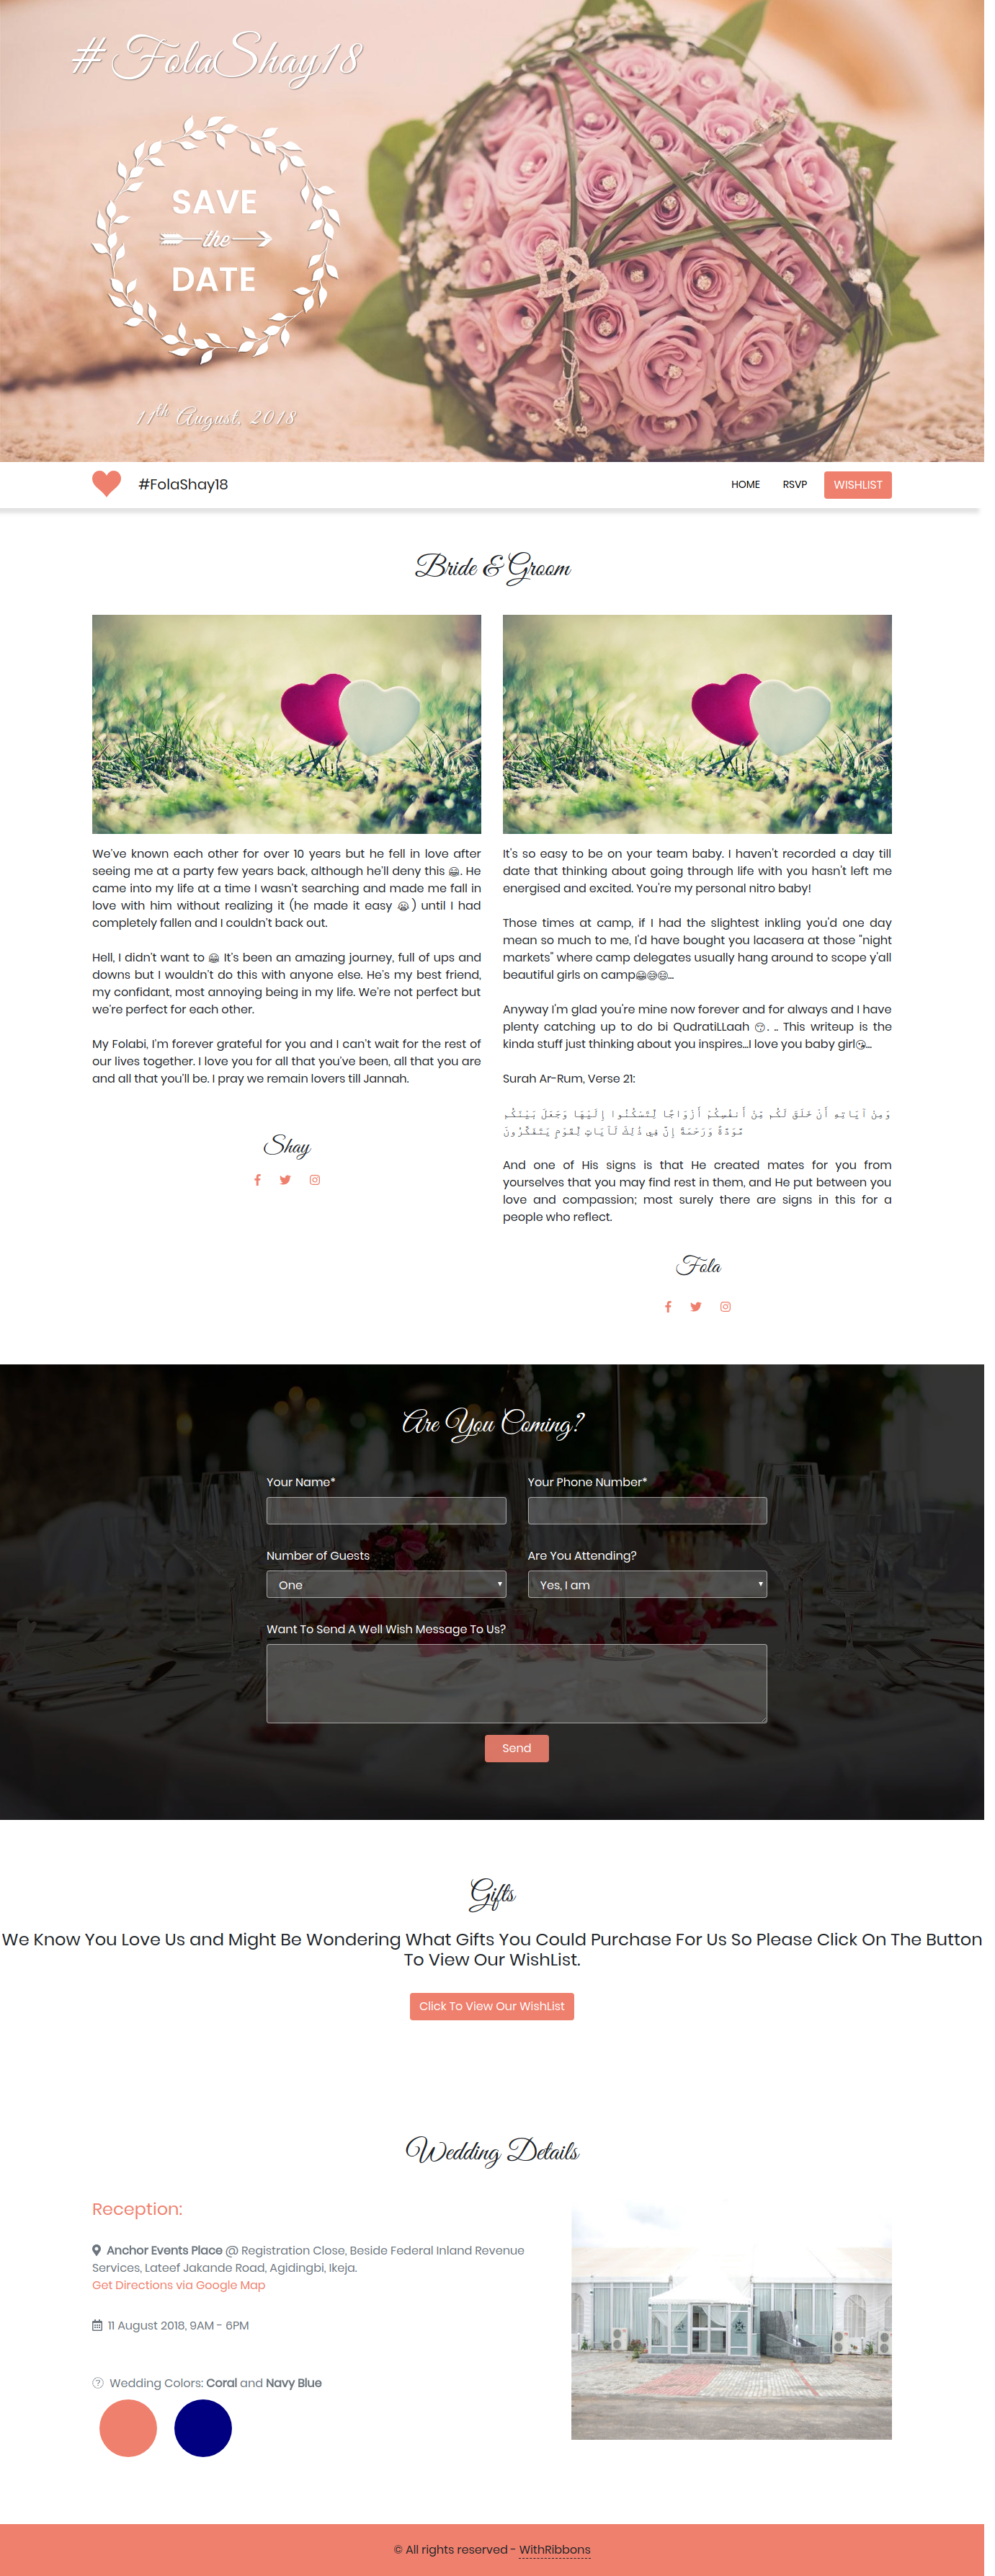 #FolaShay18
SAVE
the
DATE
11th August, 2018
#FolaShay18
HOME RSVP WISHLIST
Bride & Groom
We've known each other for over 10 years but he fell in love after
seeing me at a party few years back, although he'll deny this 😂. He
came into my life at a time I wasn't searching and made me fall in
love with him without realizing it (he made it easy 😭) until I had
completely fallen and I couldn't back out.
Hell, I didn't want to 😂 It's been an amazing journey, full of ups and
downs but I wouldn't do this with anyone else. He's my best friend,
my confidant, most annoying being in my life. We're not perfect but
we're perfect for each other.
My Folabi, I'm forever grateful for you and I can't wait for the rest of
our lives together. I love you for all that you've been, all that you are
and all that you'll be. I pray we remain lovers till Jannah.
Shay
It's so easy to be on your team baby. I haven't recorded a day till
date that thinking about going through life with you hasn't left me
energised and excited. You're my personal nitro baby!
Those times at camp, if I had the slightest inkling you'd one day
mean so much to me, I'd have bought you lacasera at those "night
markets" where camp delegates usually hang around to scope y'all
beautiful girls on camp😂😅😄...
Anyway I'm glad you're mine now forever and for always and I have
plenty catching up to do bi QudratiLLaah 😚. .. This writeup is the
kinda stuff just thinking about you inspires...I love you baby girl😘...
Surah Ar-Rum, Verse 21:
وَمِنْ آيَاتِهِ أَنْ خَلَقَ لَكُم مِّنْ أَنفُسِكُمْ أَزْوَاجًا لِّتَسْكُنُوا إِلَيْهَا وَجَعَلَ بَيْنَكُم
مَّوَدَّةً وَرَحْمَةً إِنَّ فِي ذَٰلِكَ لَآيَاتٍ لِّقَوْمٍ يَتَفَكَّرُونَ
And one of His signs is that He created mates for you from
yourselves that you may find rest in them, and He put between you
love and compassion; most surely there are signs in this for a
people who reflect.
Fola
Are You Coming?
Your Name* Your Phone Number*
Number of Guests Are You Attending?
One Yes, I am
Want To Send A Well Wish Message To Us?
Send
Gifts
We Know You Love Us and Might Be Wondering What Gifts You Could Purchase For Us So Please Click On The Button
To View Our WishList.
Click To View Our WishList
Wedding Details
Reception:
Anchor Events Place @ Registration Close, Beside Federal Inland Revenue
Services, Lateef Jakande Road, Agidingbi, Ikeja.
Get Directions via Google Map
11 August 2018, 9AM - 6PM
Wedding Colors: Coral and Navy Blue
© All rights reserved - WithRibbons